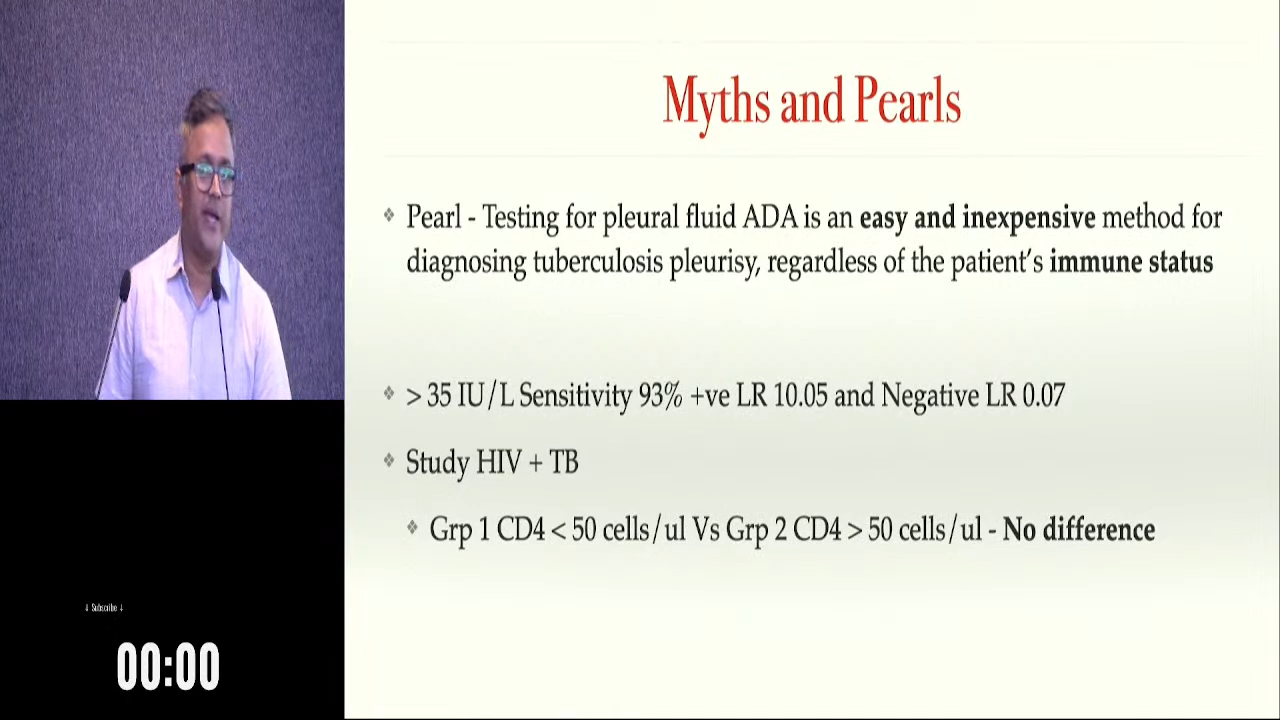 Myths and Pearls
❖ Pearl - Testing for pleural fluid ADA is an easy and inexpensive method for
diagnosing tuberculosis pleurisy, regardless of the patient's immune status
❖ > 35 IU/L Sensitivity 93% +ve LR 10.05 and Negative LR 0.07
❖ Study HIV + TB
❖ Grp 1 CD4 < 50 cells/ul Vs Grp 2 CD4 > 50 cells/ul - No difference
↓ Subscribe ↓
00:00